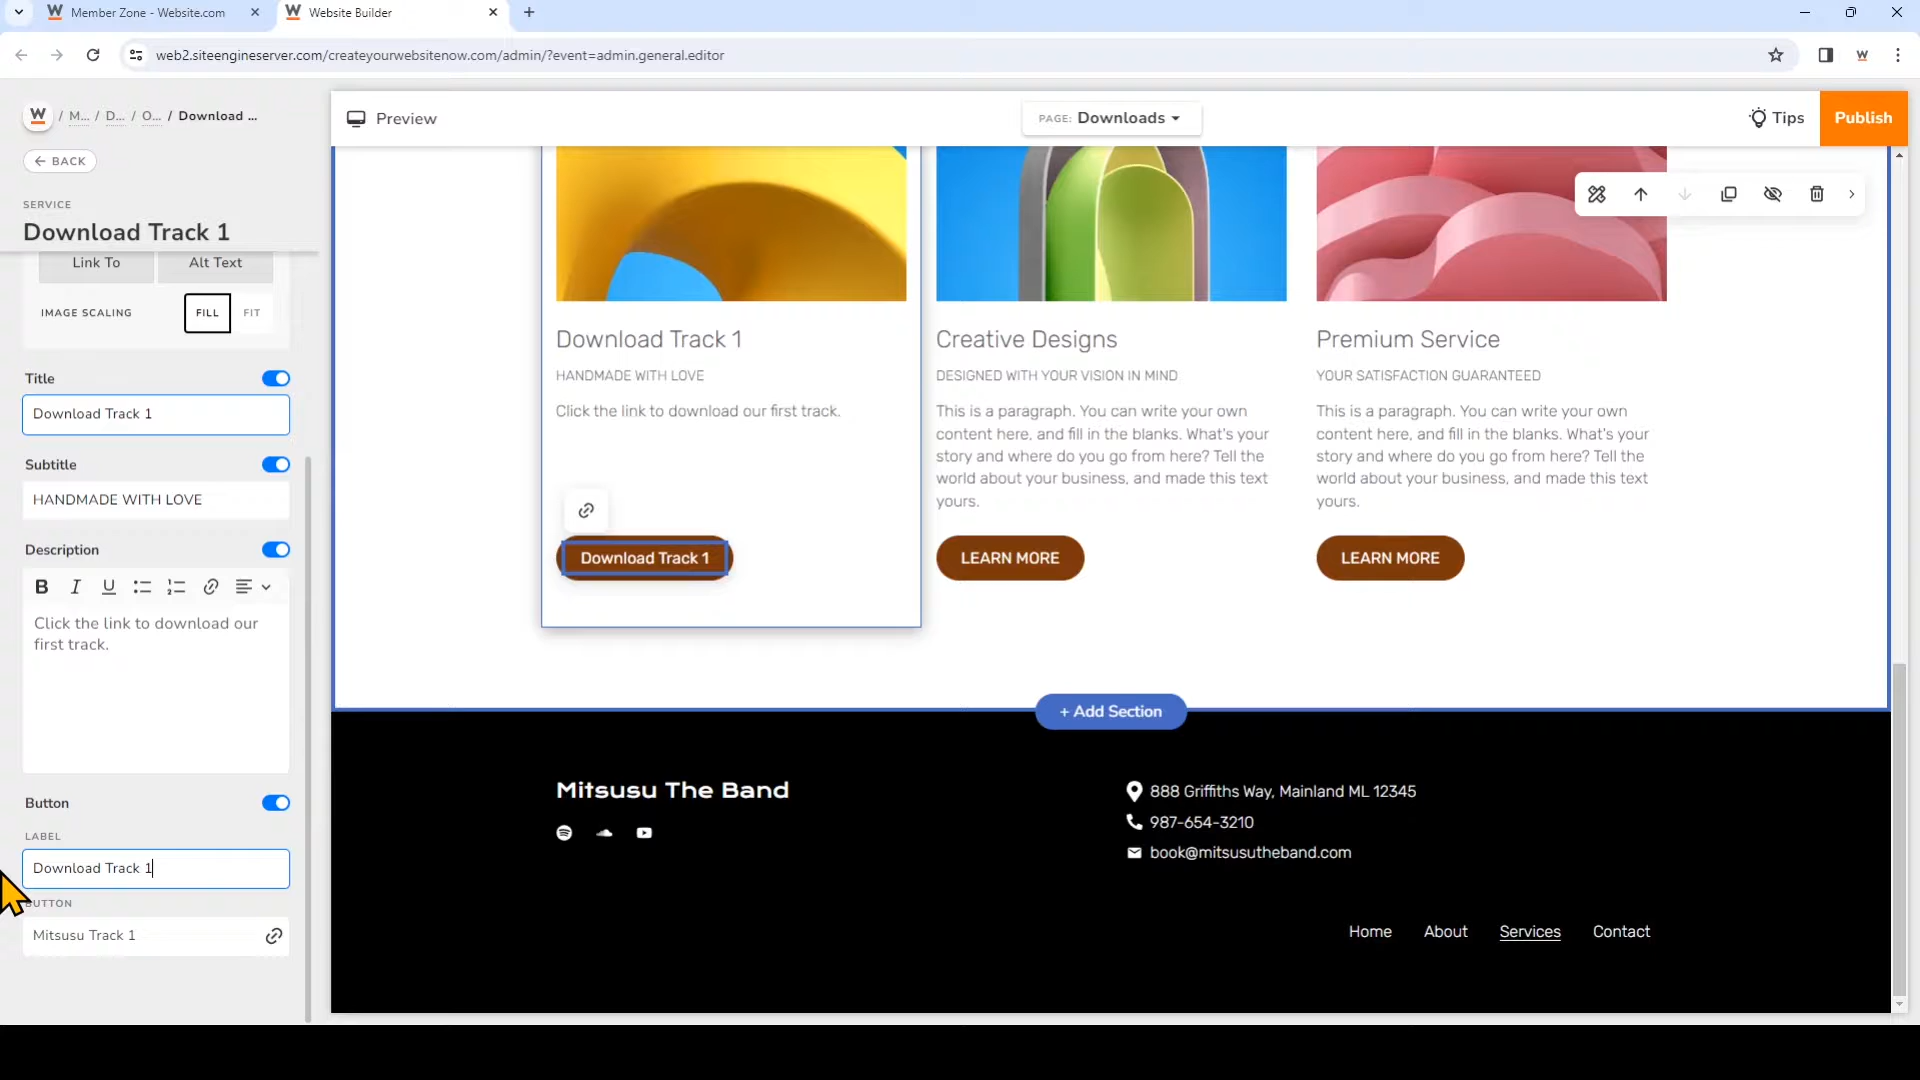 Member Zone - Website.com
Website Builder
web2.siteengineserver.com/createyourwebsitenow.com/admin/?event=admin.general.editor
W
W / M... / D... / O... / Download ...
BACK
SERVICE
Download Track 1
Link To
Alt Text
IMAGE SCALING
FILL
FIT
Title
Download Track 1
Subtitle
HANDMADE WITH LOVE
Description
B I U
Click the link to download our
first track.
Button
LABEL
Download Track 1
BUTTON
Mitsusu Track 1
Preview
PAGE: Downloads
Tips
Publish
Download Track 1
HANDMADE WITH LOVE
Click the link to download our first track.
Download Track 1
Creative Designs
DESIGNED WITH YOUR VISION IN MIND
This is a paragraph. You can write your own
content here, and fill in the blanks. What's your
story and where do you go from here? Tell the
world about your business, and made this text
yours.
LEARN MORE
Premium Service
YOUR SATISFACTION GUARANTEED
This is a paragraph. You can write your own
content here, and fill in the blanks. What's your
story and where do you go from here? Tell the
world about your business, and made this text
yours.
LEARN MORE
+ Add Section
Mitsusu The Band
888 Griffiths Way, Mainland ML 12345
987-654-3210
book@mitsusutheband.com
Home
About
Services
Contact